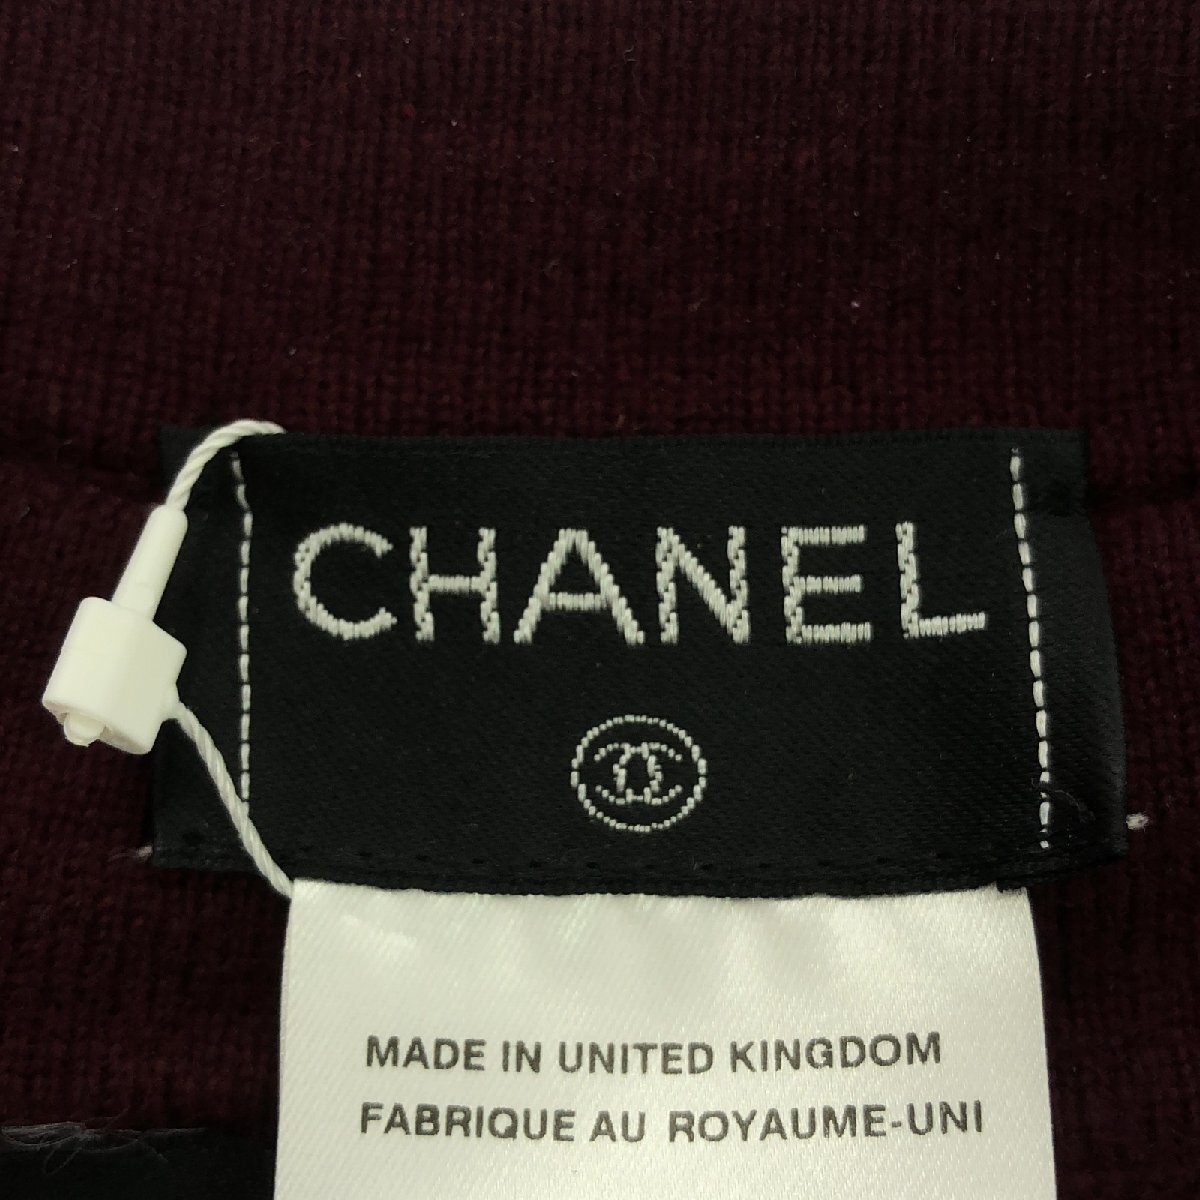 CHANEL
MADE IN UNITED KINGDOM
FABRIQUE AU ROYAUME-UNI